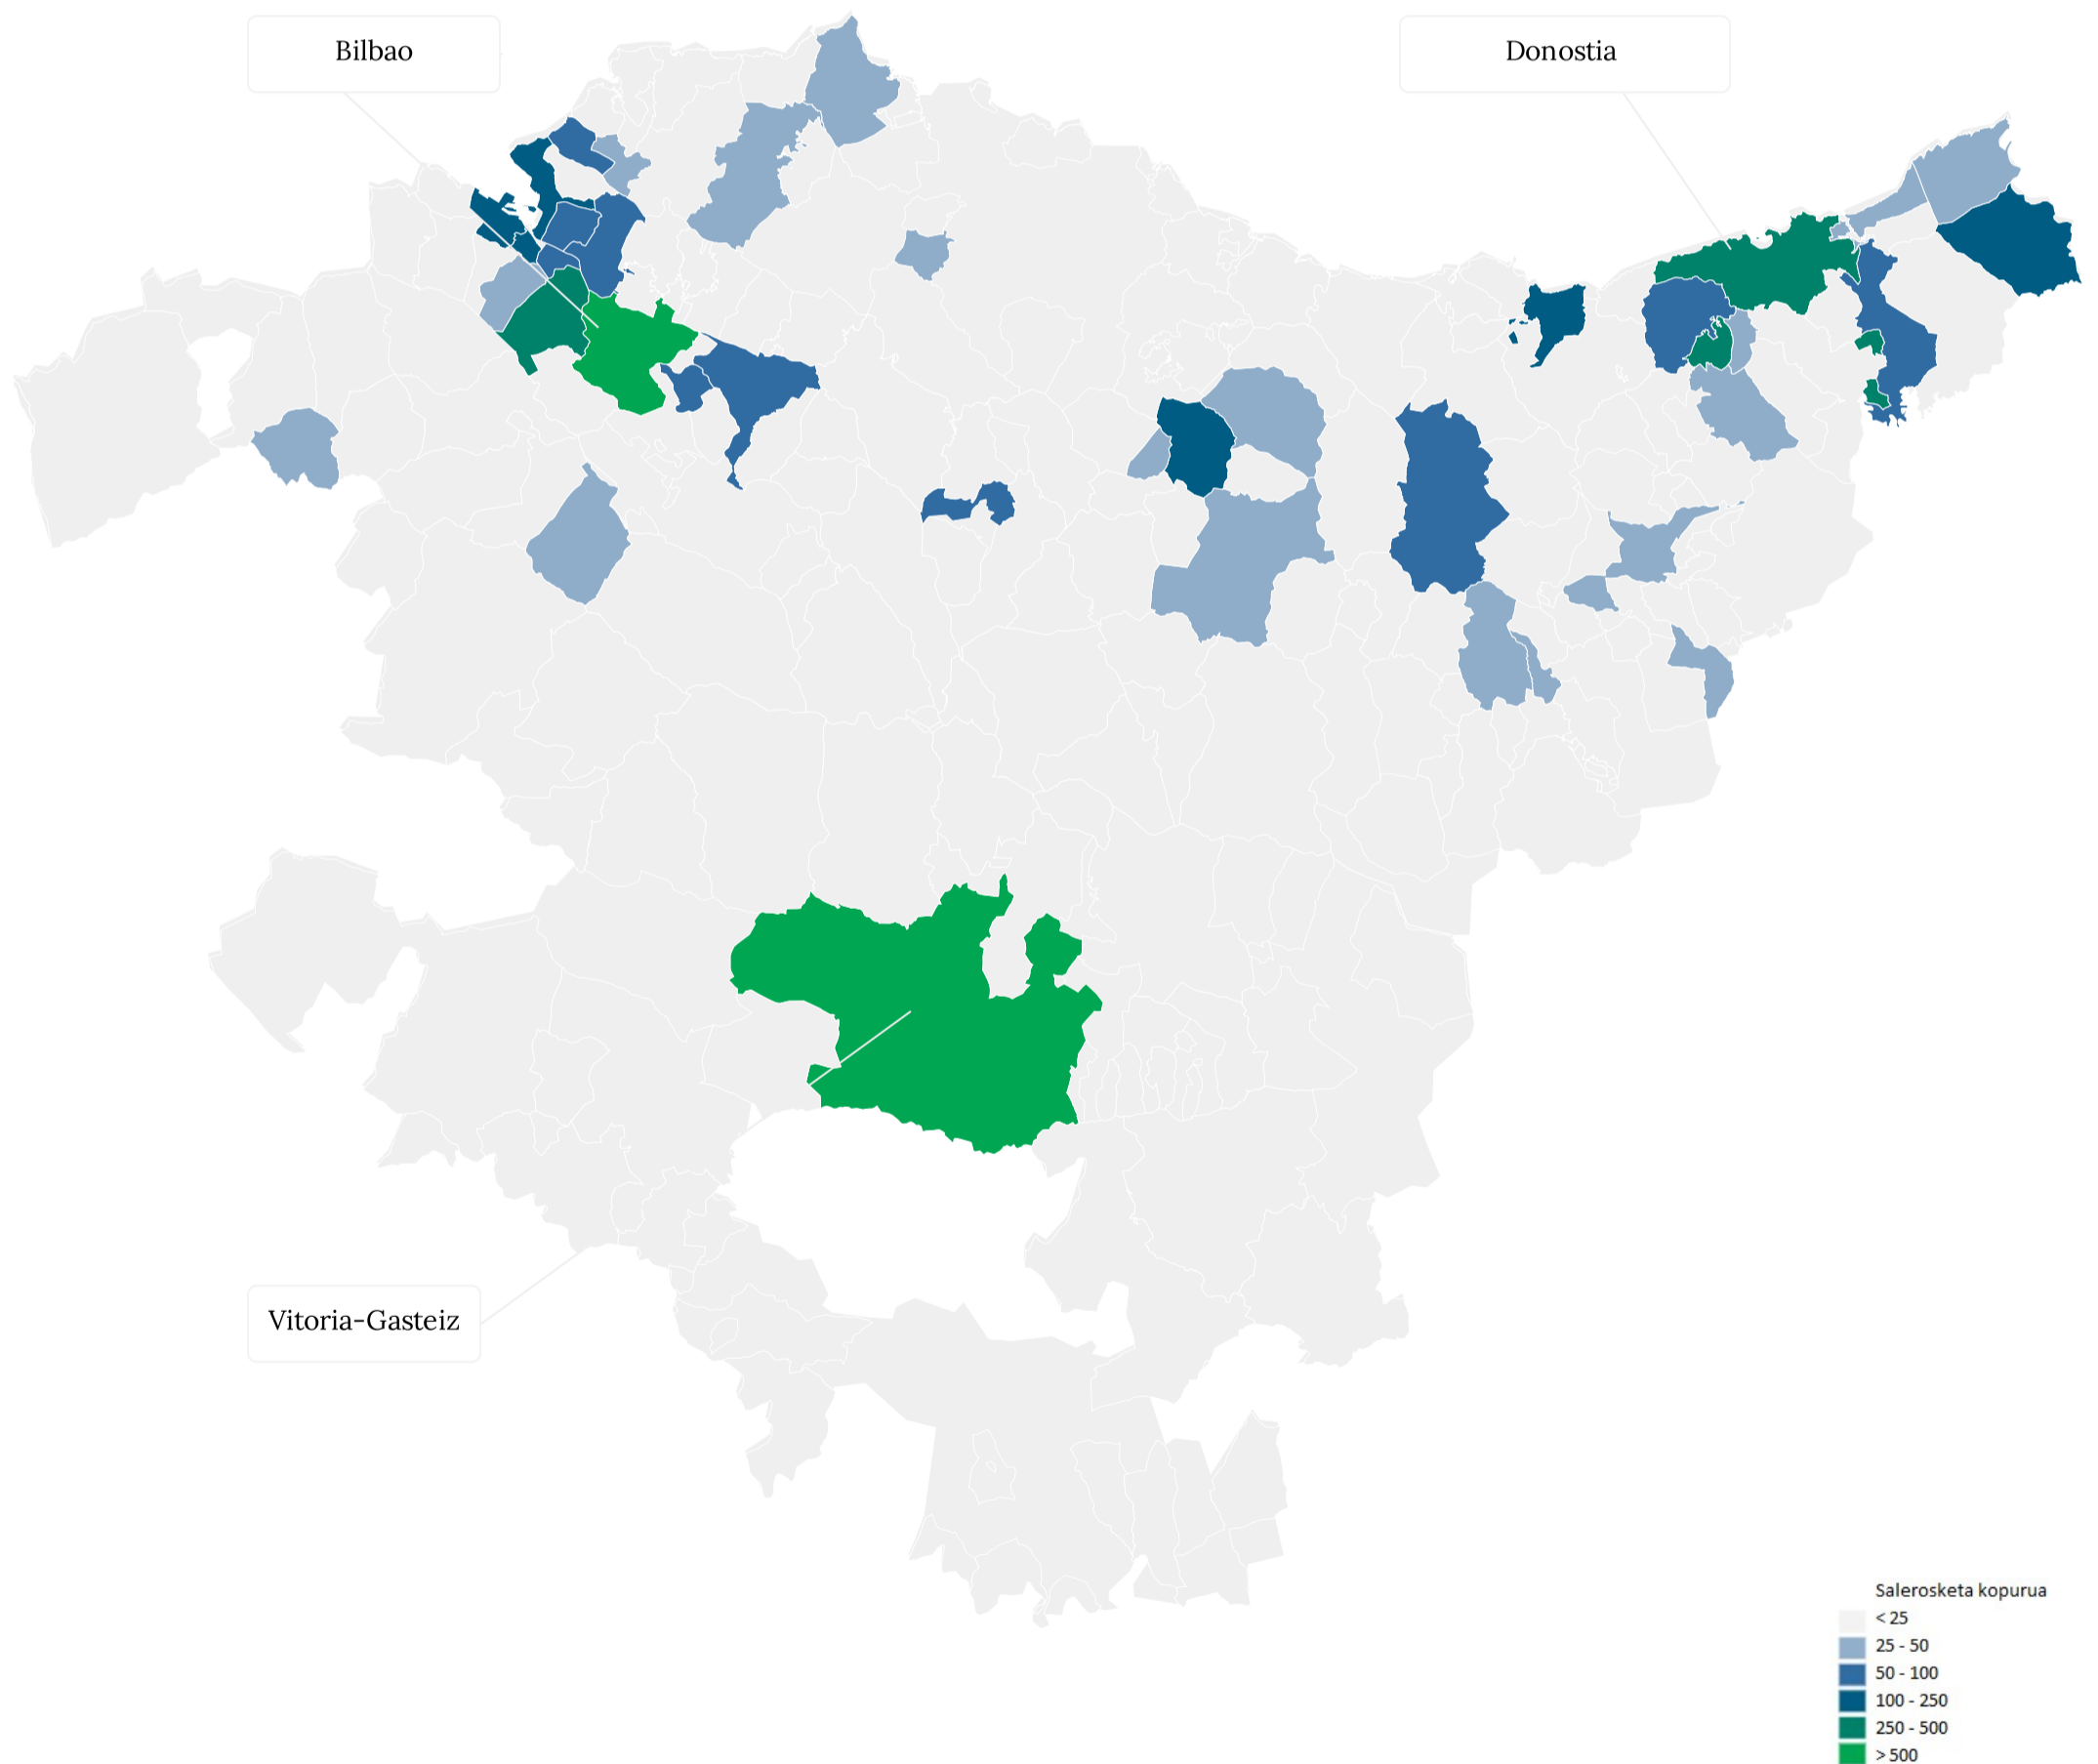 Bilbao
Donostia
Vitoria-Gasteiz
Salerosketa kopurua
< 25
25 - 50
50 - 100
100 - 250
250 - 500
> 500